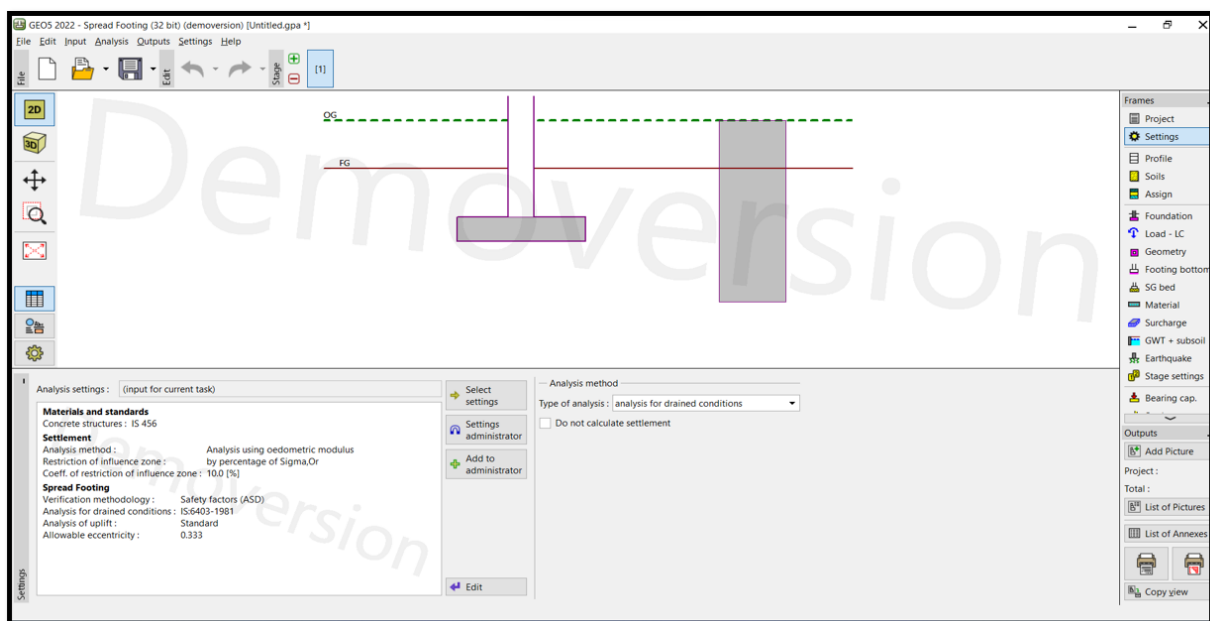 GEO5 2022 - Spread Footing (32 bit) (demoversion) [Untitled.gpa *]
File Edit Input Analysis Outputs Settings Help
File
Edit
Stage
[1]
2D
3D
Demoversion
OG
FG
Frames
Project
Settings
Profile
Soils
Assign
Foundation
Load - LC
Geometry
Footing bottom
SG bed
Material
Surcharge
GWT + subsoil
Earthquake
Stage settings
Bearing cap.
Settings
Analysis settings : (input for current task)
Materials and standards
Concrete structures : IS 456
Settlement
Analysis method : Analysis using oedometric modulus
Restriction of influence zone : by percentage of Sigma,Or
Coeff. of restriction of influence zone : 10.0 [%]
Spread Footing
Verification methodology : Safety factors (ASD)
Analysis for drained conditions : IS:6403-1981
Analysis of uplift : Standard
Allowable eccentricity : 0.333
Demoversion
Select
settings
Settings
administrator
Add to
administrator
Edit
Analysis method
Type of analysis : analysis for drained conditions
Do not calculate settlement
Outputs
Add Picture
Project :
Total :
List of Pictures
List of Annexes
Copy view